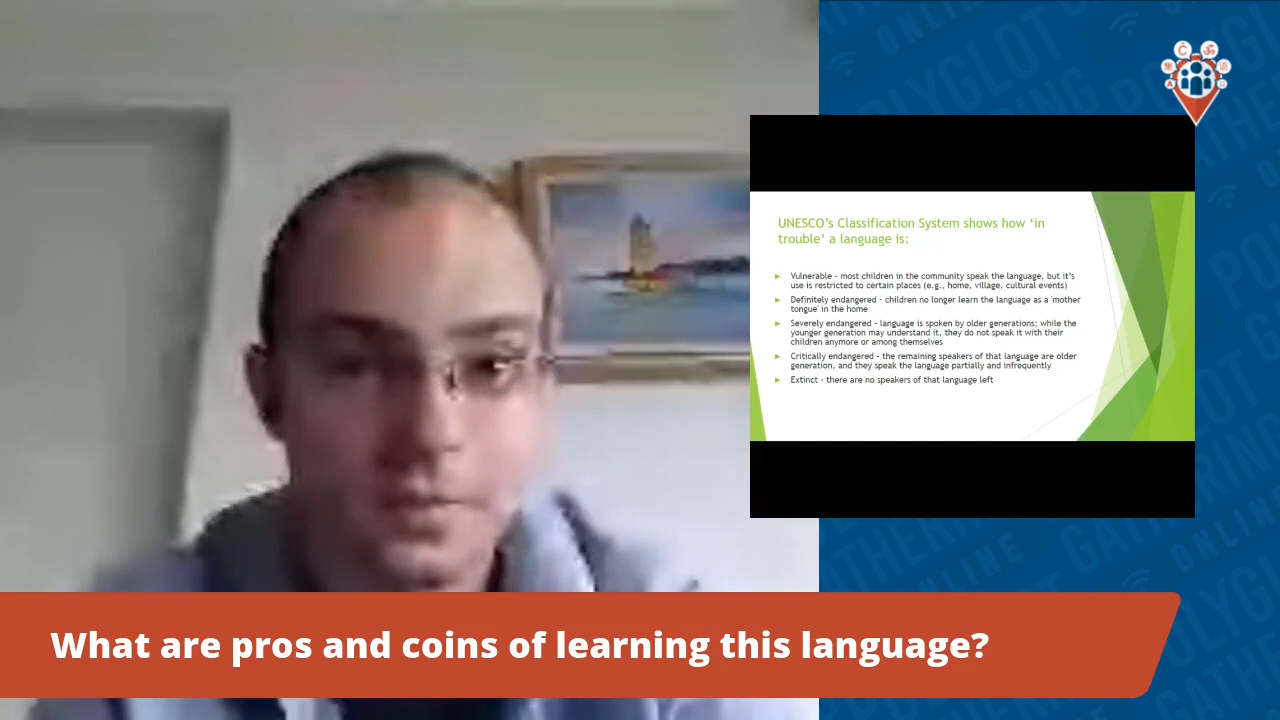 UNESCO's Classification System shows how 'in
trouble' a language is:
Vulnerable - most children in the community speak the language, but it's
use is restricted to certain places (e.g., home, village, cultural events)
Definitely endangered - children no longer learn the language as a 'mother
tongue' in the home
Severely endangered - language is spoken by older generations; while the
younger generation may understand it, they do not speak it with their
children anymore or among themselves
Critically endangered - the remaining speakers of that language are older
generation, and they speak the language partially and infrequently
Extinct - there are no speakers of that language left
What are pros and coins of learning this language?
POLYGLOT
GATHERING
ONLINE